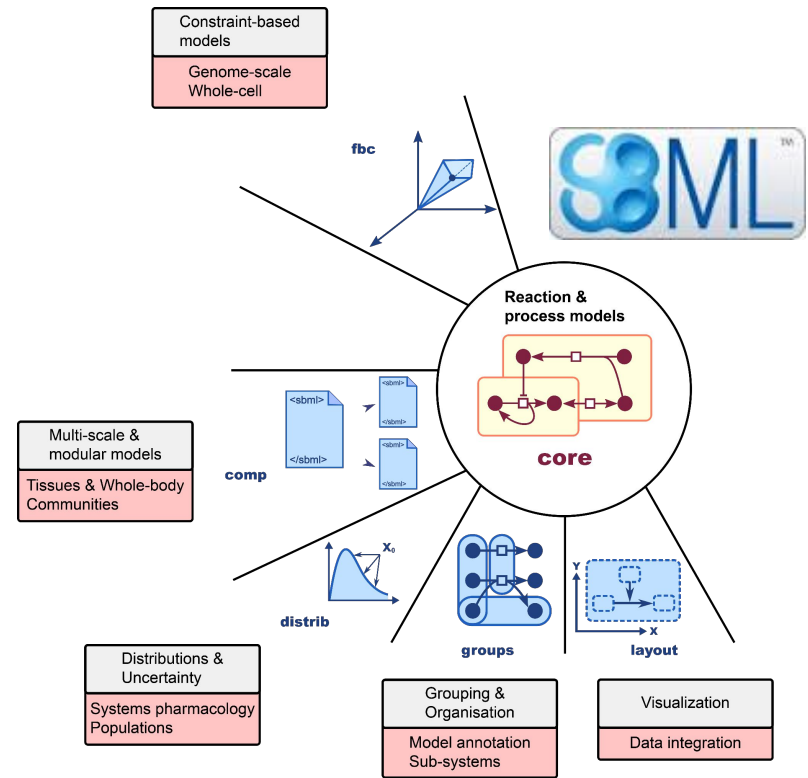 Constraint-based
models
Genome-scale
Whole-cell
fbc
SBML™
Reaction &
process models
core
<sbml>
</sbml>
<sbml>
</sbml>
<sbml>
</sbml>
comp
Multi-scale &
modular models
Tissues & Whole-body
Communities
X₀
distrib
Distributions &
Uncertainty
Systems pharmacology
Populations
groups
Grouping &
Organisation
Model annotation
Sub-systems
Y
X
layout
Visualization
Data integration